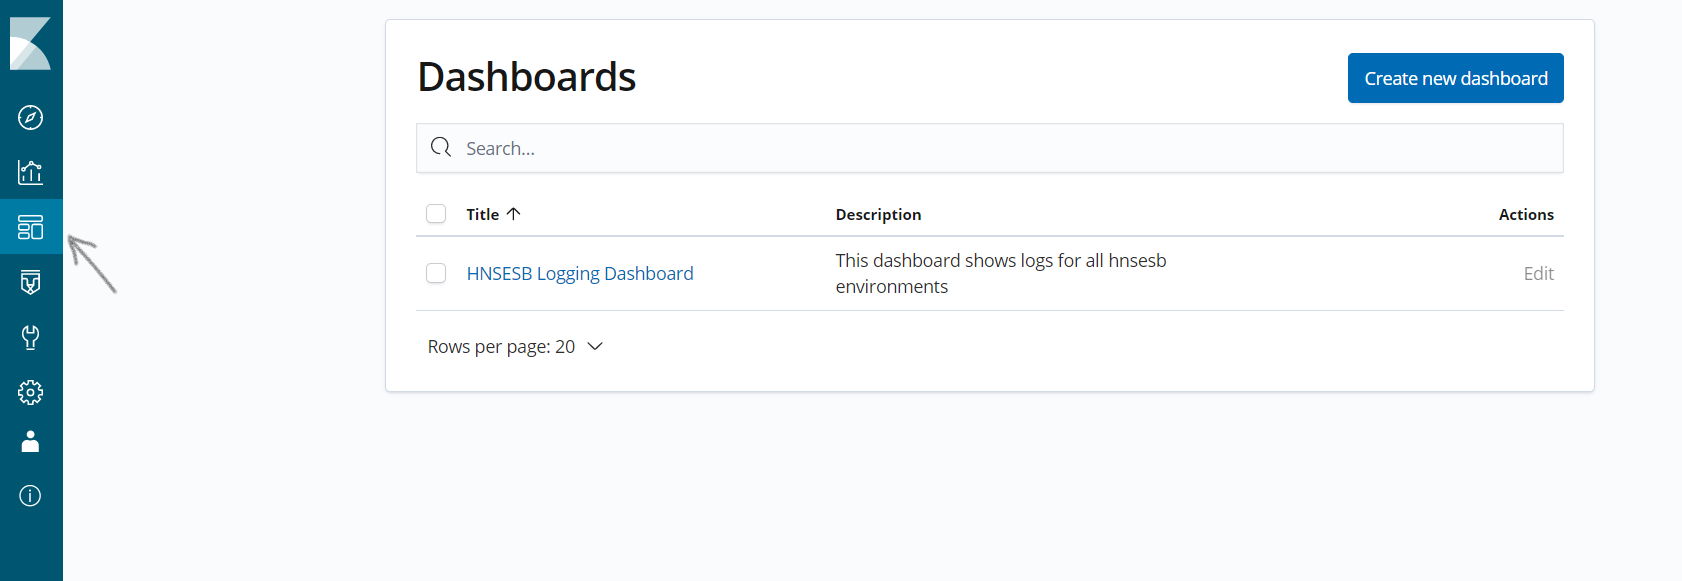 Dashboards
Create new dashboard
Search...
Title
Description
Actions
HNSESB Logging Dashboard
This dashboard shows logs for all hnsesb
environments
Edit
Rows per page: 20